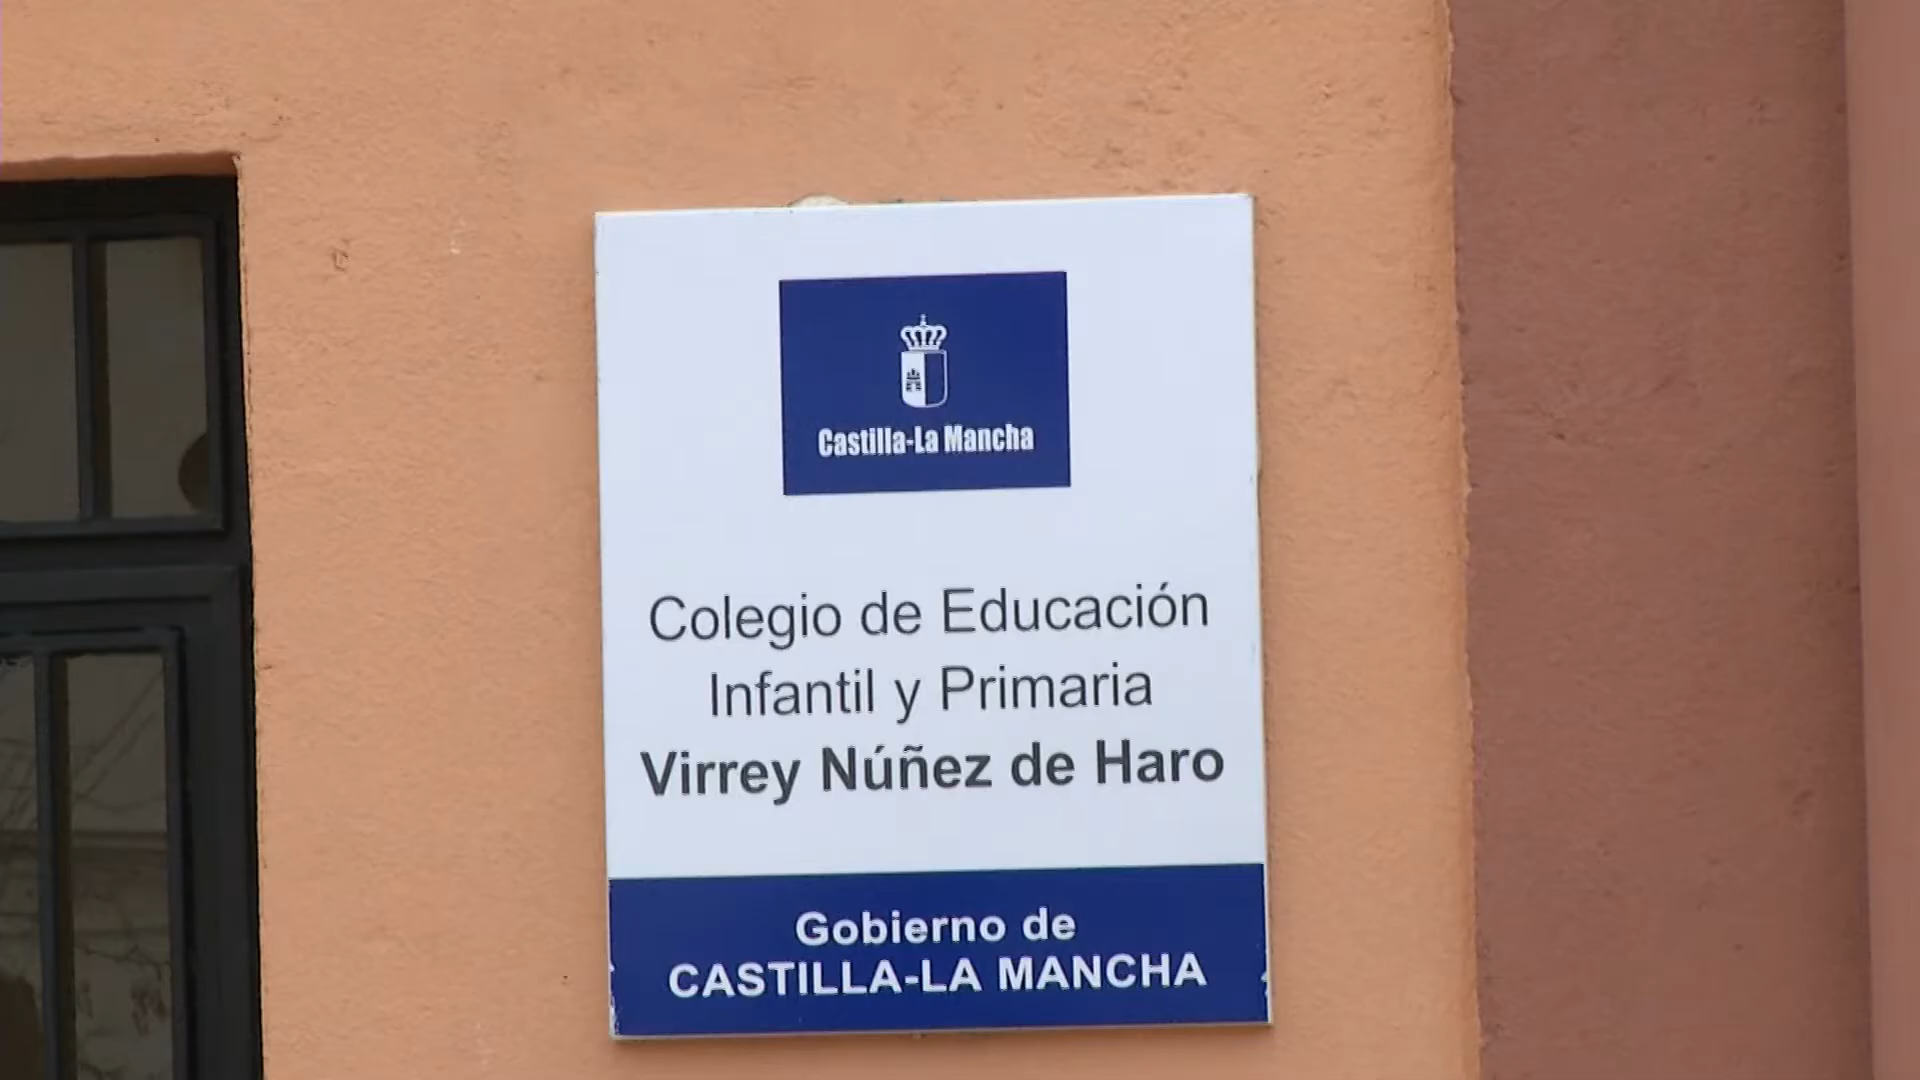 Castilla-La Mancha
Colegio de Educación
Infantil y Primaria
Virrey Núñez de Haro
Gobierno de
CASTILLA-LA MANCHA